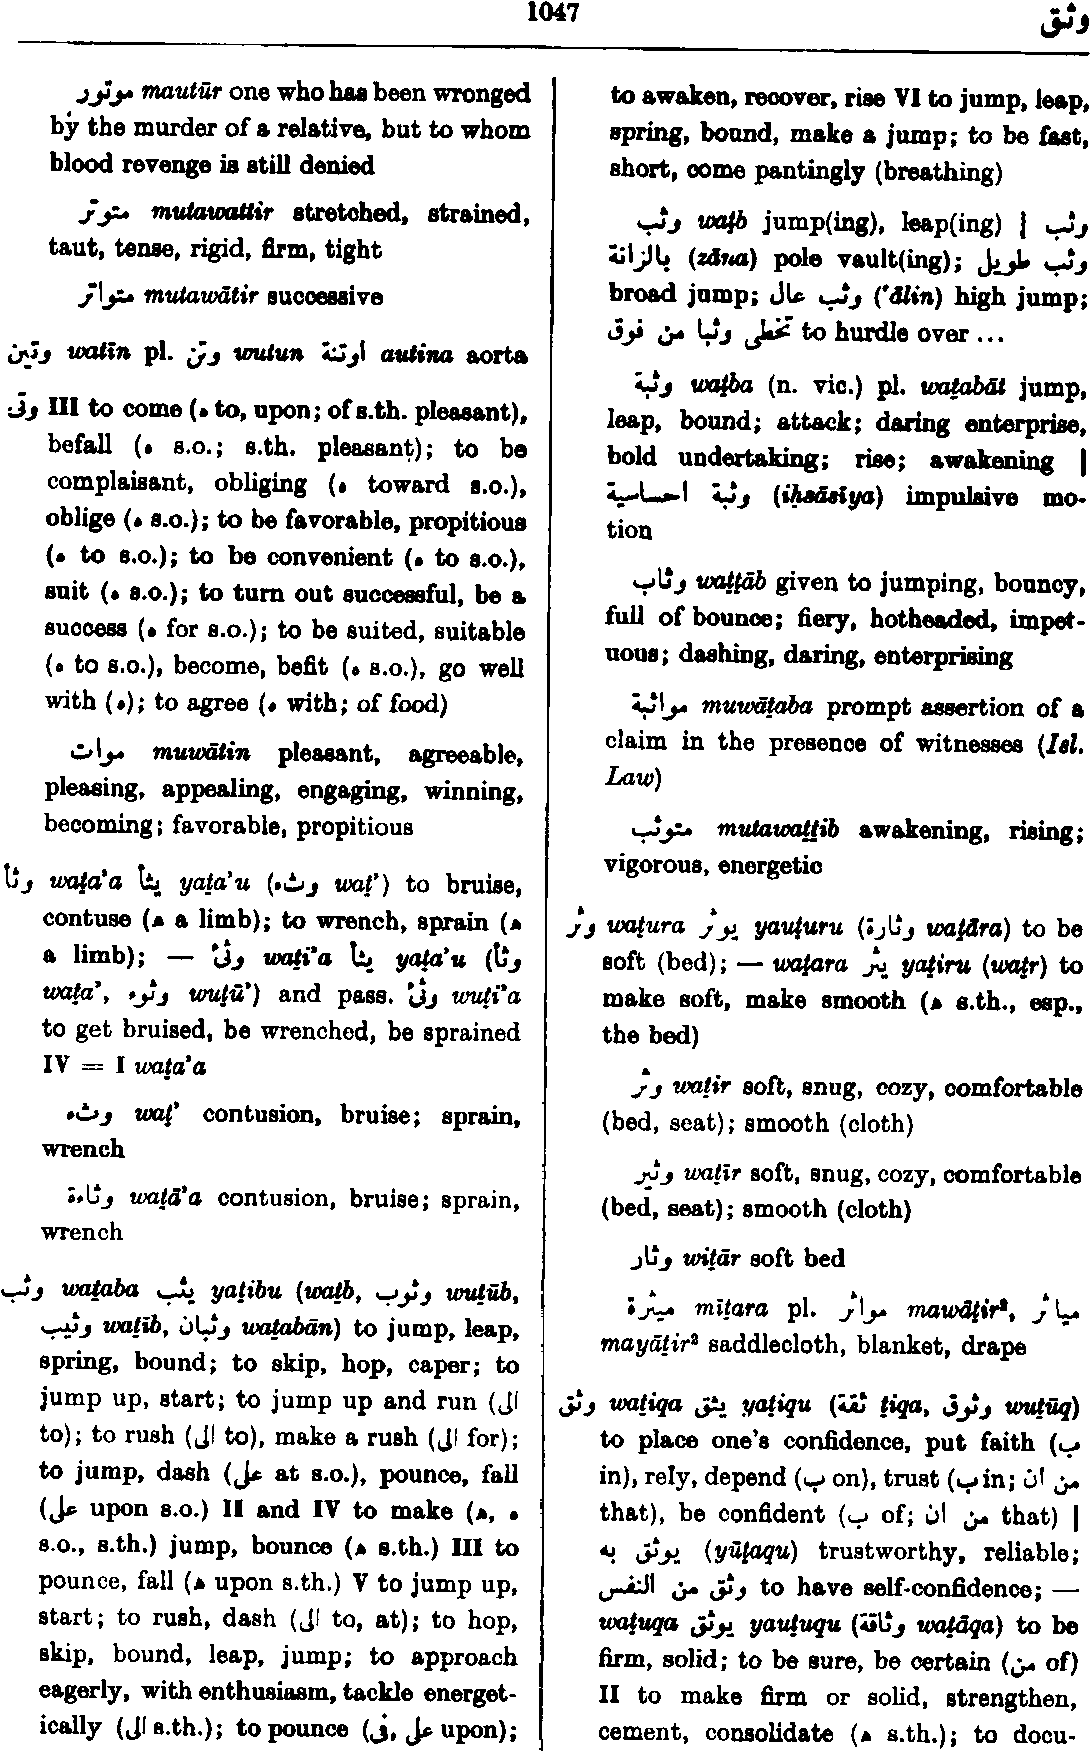 1047
وثق
موتور mautūr one who has been wronged
by the murder of a relative, but to whom
blood revenge is still denied
متوتر mutawattir stretched, strained,
taut, tense, rigid, firm, tight
متواتر mutawātir successive
وتين watīn pl. وتن wutun اوتنة autina aorta
وتى III to come (ه to, upon; of s.th. pleasant),
befall (ه s.o.; s.th. pleasant); to be
complaisant, obliging (ه toward s.o.),
oblige (ه s.o.); to be favorable, propitious
(ه to s.o.); to be convenient (ه to s.o.),
suit (ه s.o.); to turn out successful, be a
success (ه for s.o.); to be suited, suitable
(ه to s.o.), become, befit (ه s.o.), go well
with (ه); to agree (ه with; of food)
موات muwātin pleasant, agreeable,
pleasing, appealing, engaging, winning,
becoming; favorable, propitious
وثأ waṯa’a يثأ yaṯa’u (وثء waṯ’) to bruise,
contuse (ھ a limb); to wrench, sprain (ھ
a limb); — وثئ waṯi’a يثأ yaṯa’u (وثأ
waṯa’, وثوء wuṯū’) and pass. وثئ wuṯi’a
to get bruised, be wrenched, be sprained
IV = I waṯa’a
وثء waṯ’ contusion, bruise; sprain,
wrench
وثاءة waṯā’a contusion, bruise; sprain,
wrench
وثب waṯaba يثب yaṯibu (waṯb, وثوب wuṯūb,
وثيب waṯīb, وثبان waṯabān) to jump, leap,
spring, bound; to skip, hop, caper; to
jump up, start; to jump up and run (الى
to); to rush (الى to), make a rush (الى for);
to jump, dash (على at s.o.), pounce, fall
(على upon s.o.) II and IV to make (ھ, ه
s.o., s.th.) jump, bounce (ھ s.th.) III to
pounce, fall (ھ upon s.th.) V to jump up,
start; to rush, dash (الى to, at); to hop,
skip, bound, leap, jump; to approach
eagerly, with enthusiasm, tackle energet-
ically (الى s.th.); to pounce (على ,فى upon);
to awaken, recover, rise VI to jump, leap,
spring, bound, make a jump; to be fast,
short, come pantingly (breathing)
وثب waṯb jump(ing), leap(ing) | وثب
بالزانة (zāna) pole vault(ing); وثب طويل
broad jump; وثب عال (‘ālin) high jump;
تخطى وثبا من فوق to hurdle over ...
وثبة waṯba (n. vic.) pl. waṯabāt jump,
leap, bound; attack; daring enterprise,
bold undertaking; rise; awakening |
وثبة احساسية (iḥsāsīya) impulsive mo-
tion
وثاب waṯṯāb given to jumping, bouncy,
full of bounce; fiery, hotheaded, impet-
uous; dashing, daring, enterprising
مواثبة muwāṯaba prompt assertion of a
claim in the presence of witnesses (Isl.
Law)
متوثب mutawaṯṯib awakening, rising;
vigorous, energetic
وثر waṯura يوثر yauṯuru (وثارة waṯāra) to be
soft (bed); — waṯara يثر yaṯiru (waṯr) to
make soft, make smooth (ھ s.th., esp.,
the bed)
وثر waṯir soft, snug, cozy, comfortable
(bed, seat); smooth (cloth)
وثير waṯīr soft, snug, cozy, comfortable
(bed, seat); smooth (cloth)
وثار wiṯār soft bed
ميثرة mīṯara pl. مواثر mawāṯir², مياثر
mayāṯir² saddlecloth, blanket, drape
وثق waṯiqa يثق yaṯiqu (ثقة ṯiqa, وثوق wuṯūq)
to place one’s confidence, put faith (ب
in), rely, depend (ب on), trust (ب in; من ان
that), be confident (ب of; من ان that) |
يوثق به (yūṯaqu) trustworthy, reliable;
وثق من النفس to have self-confidence; —
waṯuqa يوثق yauṯuqu (وثاقة waṯāqa) to be
firm, solid; to be sure, be certain (من of)
II to make firm or solid, strengthen,
cement, consolidate (ھ s.th.); to docu-